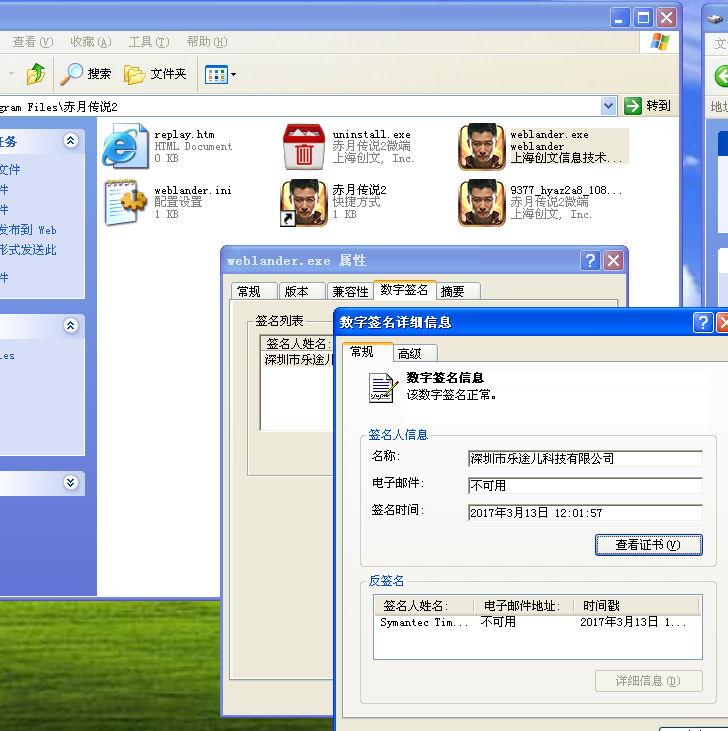 查看(V) 收藏(A) 工具(T) 帮助(H)
搜索 文件夹
gram Files\赤月传说2 转到
任务
文件
件
件
发布到 Web
形式发送此
件
les
replay.htm
HTML Document
0 KB
uninstall.exe
赤月传说2微端
上海创文, Inc.
weblander.exe
weblander
上海创文信息技术...
weblander.ini
配置设置
1 KB
赤月传说2
快捷方式
1 KB
9377_hyaz2a8_108...
赤月传说2微端
上海创文, Inc.
文
地址
weblander.exe 属性
常规 版本 兼容性 数字签名 摘要
签名列表
签名人姓名:
深圳市乐途儿
数字签名详细信息
常规 高级
数字签名信息
该数字签名正常。
签名人信息
名称: 深圳市乐途儿科技有限公司
电子邮件: 不可用
签名时间: 2017年3月13日 12:01:57
查看证书(V)
反签名
签名人姓名: 电子邮件地址: 时间戳
Symantec Tim... 不可用 2017年3月13日 1...
详细信息(D)